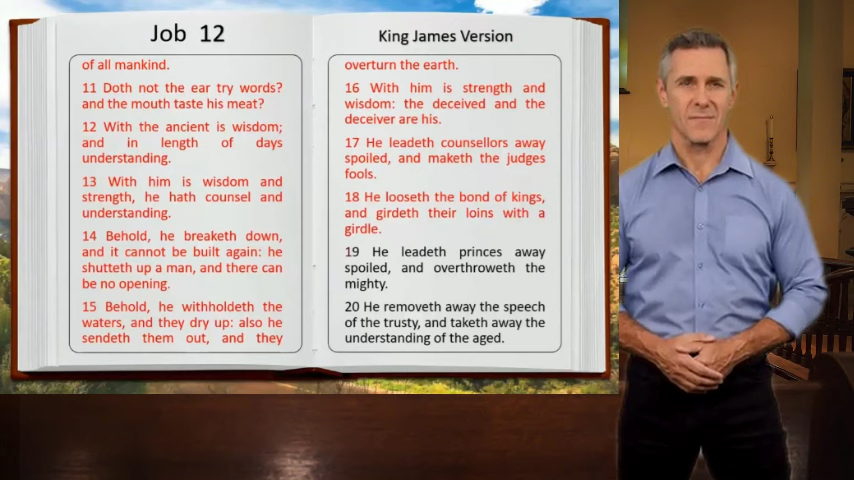 Job 12
of all mankind.
11 Doth not the ear try words?
and the mouth taste his meat?
12 With the ancient is wisdom;
and in length of days
understanding.
13 With him is wisdom and
strength, he hath counsel and
understanding.
14 Behold, he breaketh down,
and it cannot be built again: he
shutteth up a man, and there can
be no opening.
15 Behold, he withholdeth the
waters, and they dry up: also he
sendeth them out, and they
King James Version
overturn the earth.
16 With him is strength and
wisdom: the deceived and the
deceiver are his.
17 He leadeth counsellors away
spoiled, and maketh the judges
fools.
18 He looseth the bond of kings,
and girdeth their loins with a
girdle.
19 He leadeth princes away
spoiled, and overthroweth the
mighty.
20 He removeth away the speech
of the trusty, and taketh away the
understanding of the aged.